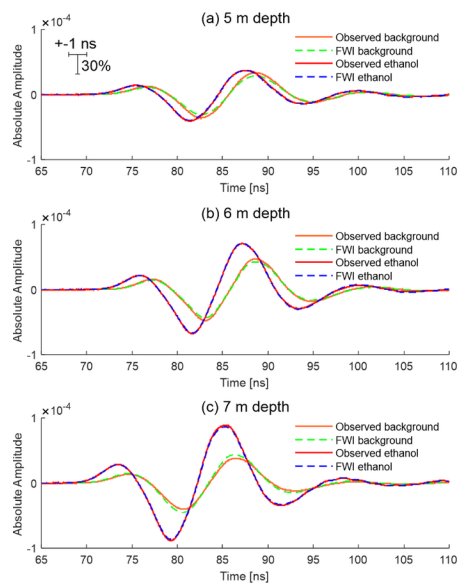 (a) 5 m depth
×10-4
1
+-1 ns
30%
Observed background
FWI background
Observed ethanol
FWI ethanol
Absolute Amplitude
0
-1
65 70 75 80 85 90 95 100 105 110
Time [ns]
(b) 6 m depth
×10-4
1
Observed background
FWI background
Observed ethanol
FWI ethanol
Absolute Amplitude
0
-1
65 70 75 80 85 90 95 100 105 110
Time [ns]
(c) 7 m depth
×10-4
1
Observed background
FWI background
Observed ethanol
FWI ethanol
Absolute Amplitude
0
-1
65 70 75 80 85 90 95 100 105 110
Time [ns]